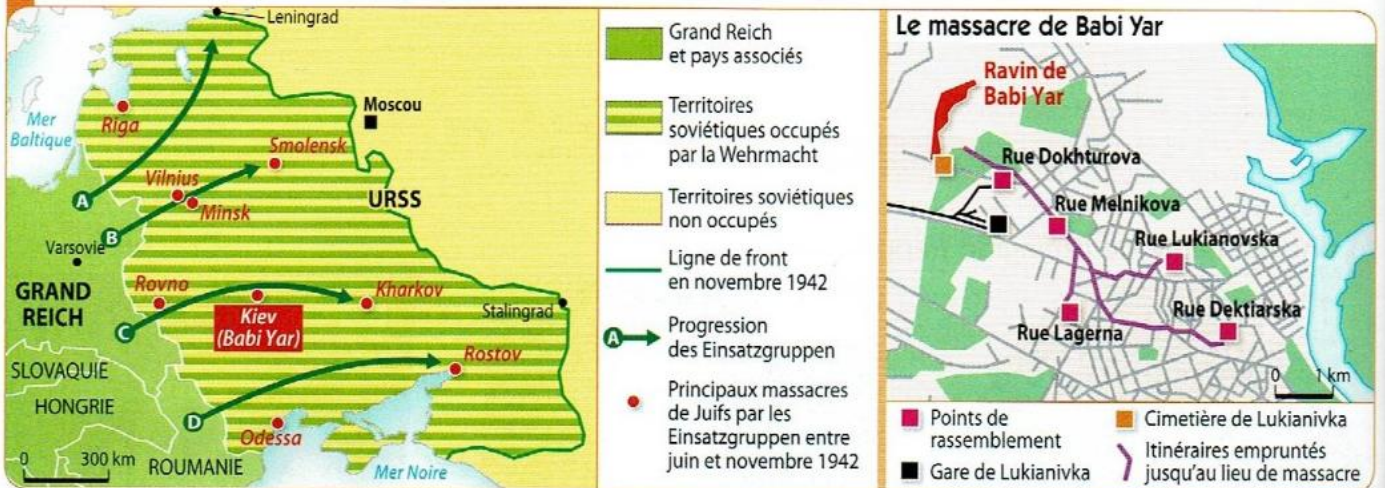 Leningrad
Mer
Baltique
Riga
Moscou
Smolensk
Vilnius
Minsk
URSS
A
B
Varsovie
GRAND
REICH
Rovno
Kiev
(Babi Yar)
Kharkov
Stalingrad
C
SLOVAQUIE
HONGRIE
Rostov
D
Odessa
ROUMANIE
Mer Noire
0 300 km
Grand Reich
et pays associés
Territoires
soviétiques occupés
par la Wehrmacht
Territoires soviétiques
non occupés
Ligne de front
en novembre 1942
A
Progression
des Einsatzgruppen
Principaux massacres
de Juifs par les
Einsatzgruppen entre
juin et novembre 1942
Le massacre de Babi Yar
Ravin de
Babi Yar
Rue Dokhturova
Rue Melnikova
Rue Lukianovska
Rue Dektiarska
Rue Lagerna
0 1 km
Points de
rassemblement
Gare de Lukianivka
Cimetière de Lukianivka
Itinéraires empruntés
jusqu'au lieu de massacre